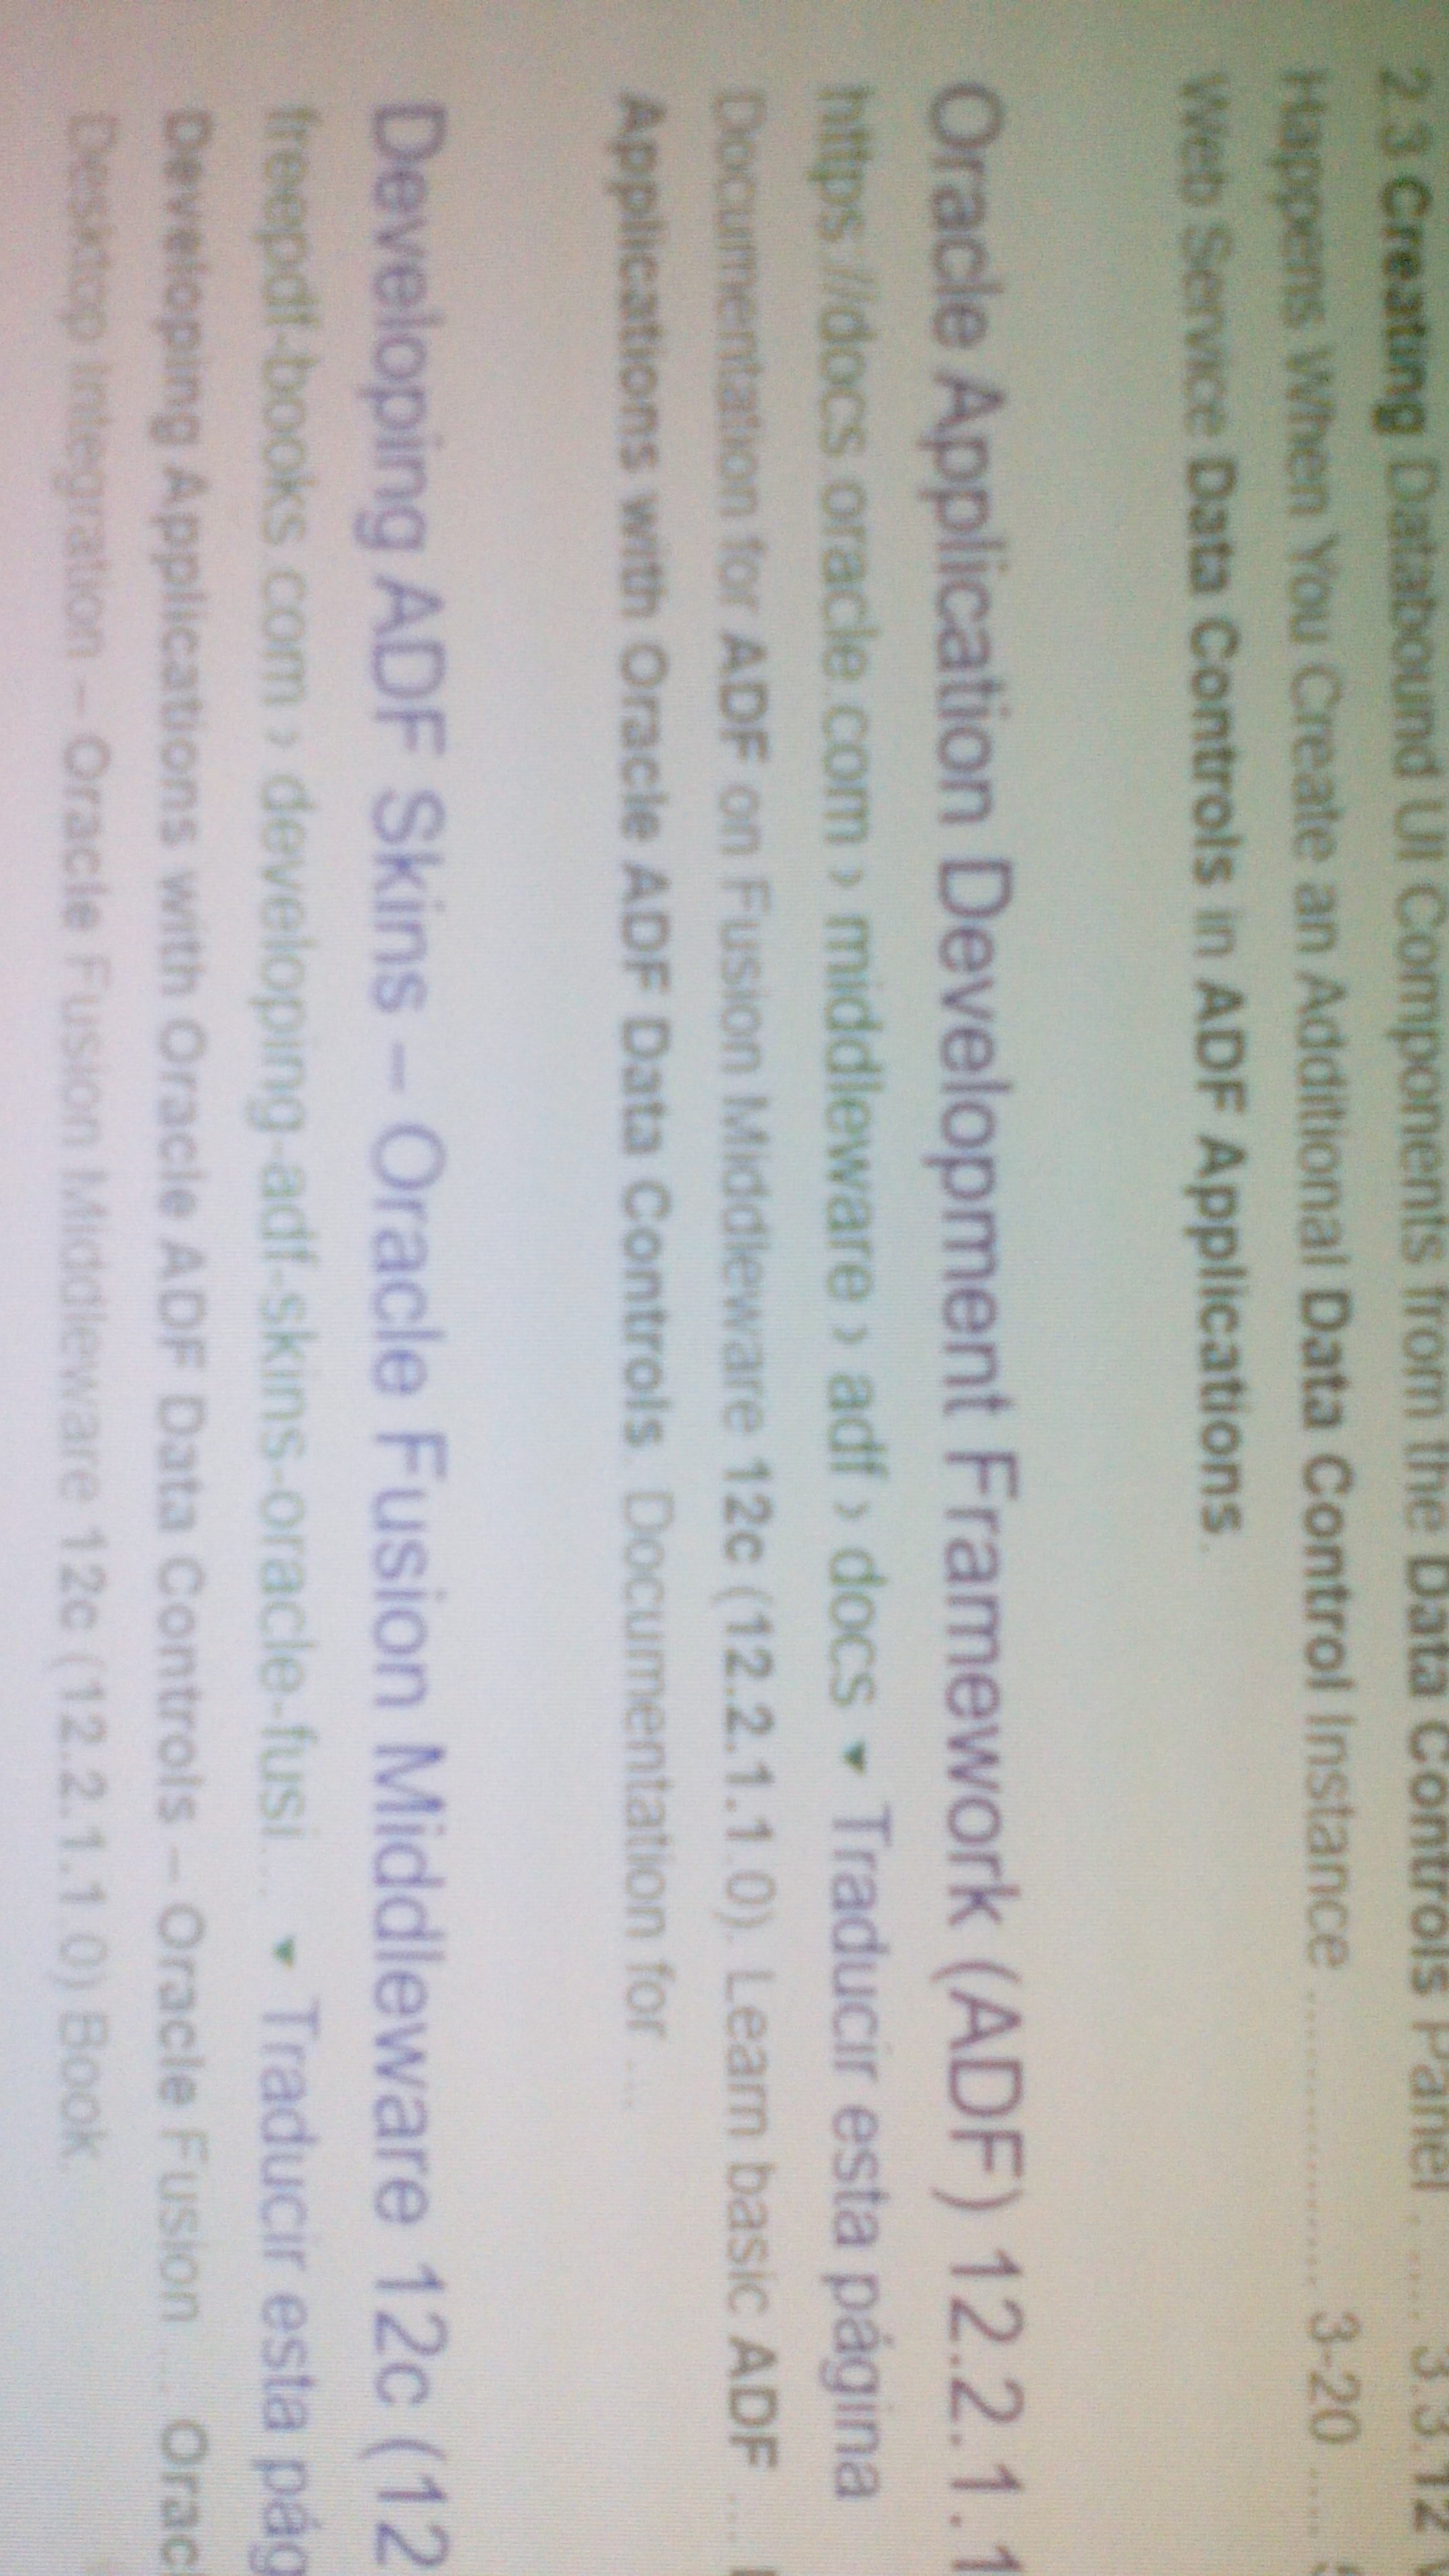 2.3 Creating Databound UI Components from the Data Controls Panel . .... 3.3.12
Happens When You Create an Additional Data Control Instance ..................... 3-20 .....
Web Service Data Controls in ADF Applications.
Oracle Application Development Framework (ADF) 12.2.1.1
https://docs.oracle.com › middleware › adf › docs ▼ Traducir esta página
Documentation for ADF on Fusion Middleware 12c (12.2.1.1.0). Learn basic ADF ...
Applications with Oracle ADF Data Controls. Documentation for ...
Developing ADF Skins – Oracle Fusion Middleware 12c (12
freepdf-books.com › developing-adf-skins-oracle-fusi... ▼ Traducir esta pág
Developing Applications with Oracle ADF Data Controls – Oracle Fusion ... Orac
Desktop Integration – Oracle Fusion Middleware 12c (12.2.1.1.0) Book.